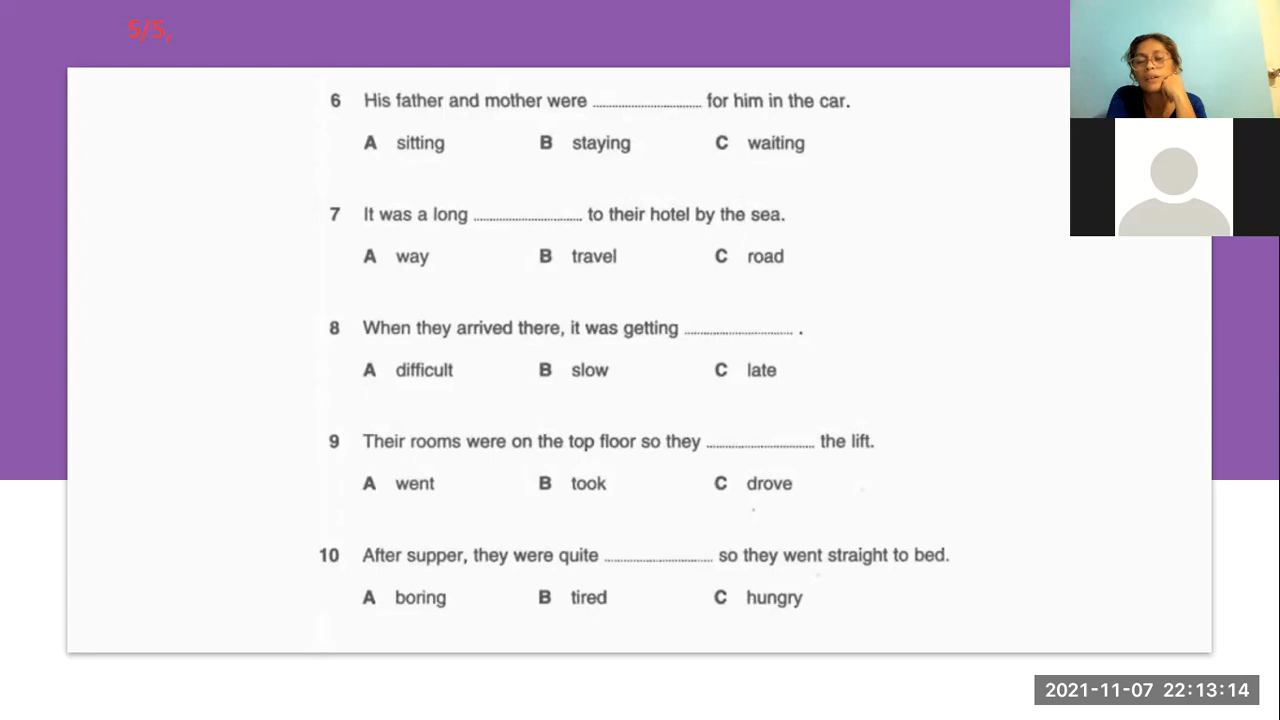 5/5,
6 His father and mother were .............................. for him in the car.
A sitting B staying C waiting
7 It was a long .............................. to their hotel by the sea.
A way B travel C road
8 When they arrived there, it was getting .............................. .
A difficult B slow C late
9 Their rooms were on the top floor so they .............................. the lift.
A went B took C drove
10 After supper, they were quite .............................. so they went straight to bed.
A boring B tired C hungry
2021-11-07 22:13:14